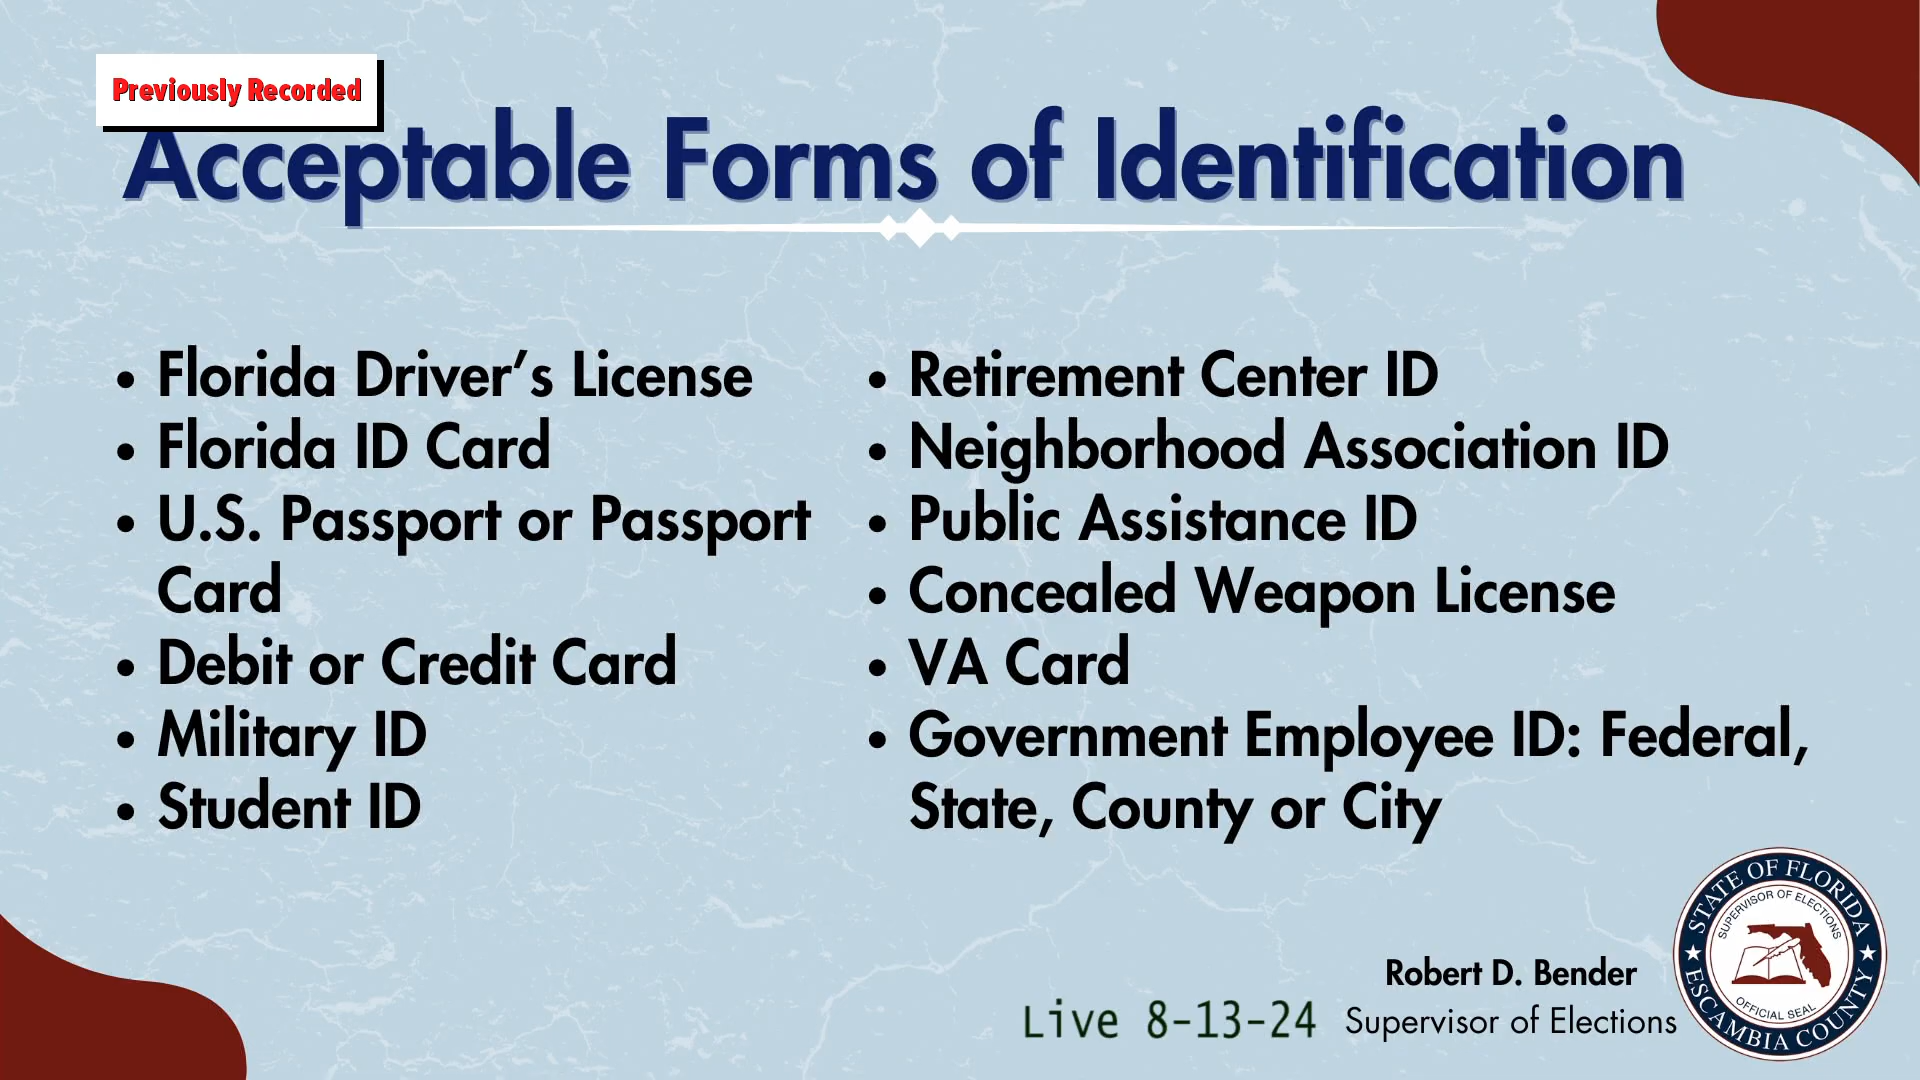 Previously Recorded
Acceptable Forms of Identification
• Florida Driver’s License
• Florida ID Card
• U.S. Passport or Passport
Card
• Debit or Credit Card
• Military ID
• Student ID
• Retirement Center ID
• Neighborhood Association ID
• Public Assistance ID
• Concealed Weapon License
• VA Card
• Government Employee ID: Federal,
State, County or City
Robert D. Bender
Supervisor of Elections
Live 8-13-24
STATE OF FLORIDA
SUPERVISOR OF ELECTIONS
OFFICIAL SEAL
ESCAMBIA COUNTY